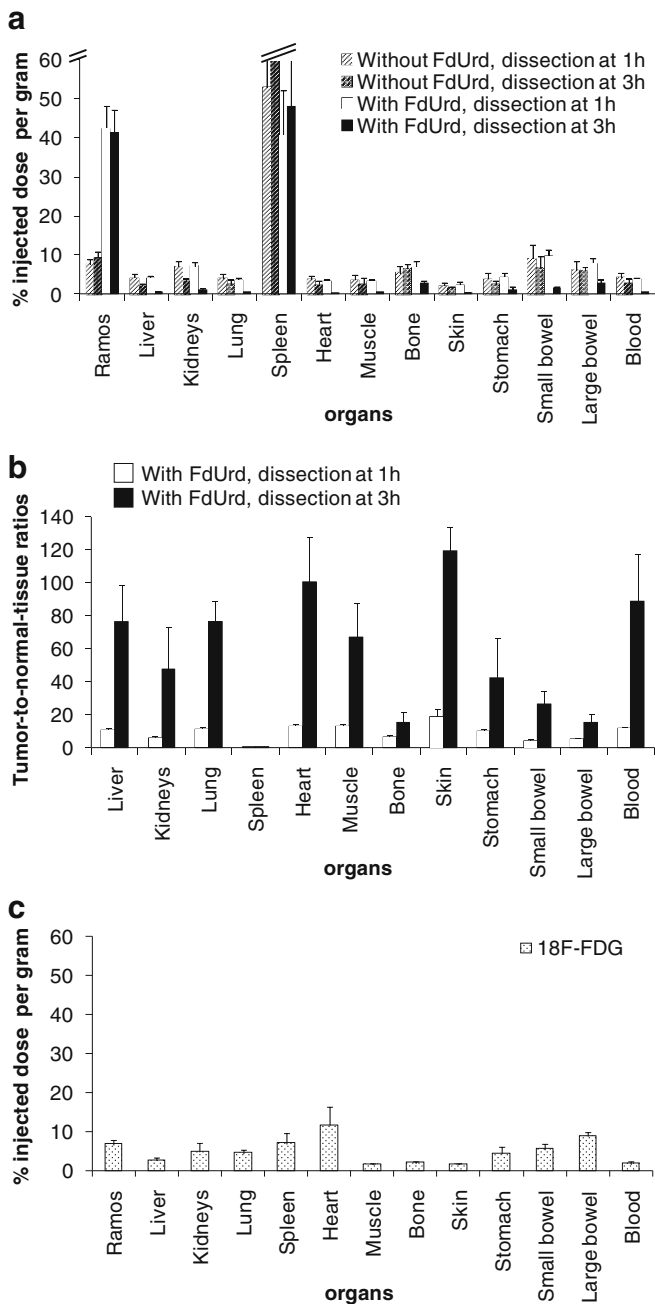 a
% injected dose per gram
60
50
40
30
20
10
0
Without FdUrd, dissection at 1h
Without FdUrd, dissection at 3h
With FdUrd, dissection at 1h
With FdUrd, dissection at 3h
Ramos
Liver
Kidneys
Lung
Spleen
Heart
Muscle
Bone
Skin
Stomach
Small bowel
Large bowel
Blood
organs
b
With FdUrd, dissection at 1h
With FdUrd, dissection at 3h
Tumor-to-normal-tissue ratios
140
120
100
80
60
40
20
0
Liver
Kidneys
Lung
Spleen
Heart
Muscle
Bone
Skin
Stomach
Small bowel
Large bowel
Blood
organs
c
% injected dose per gram
60
50
40
30
20
10
0
18F-FDG
Ramos
Liver
Kidneys
Lung
Spleen
Heart
Muscle
Bone
Skin
Stomach
Small bowel
Large bowel
Blood
organs